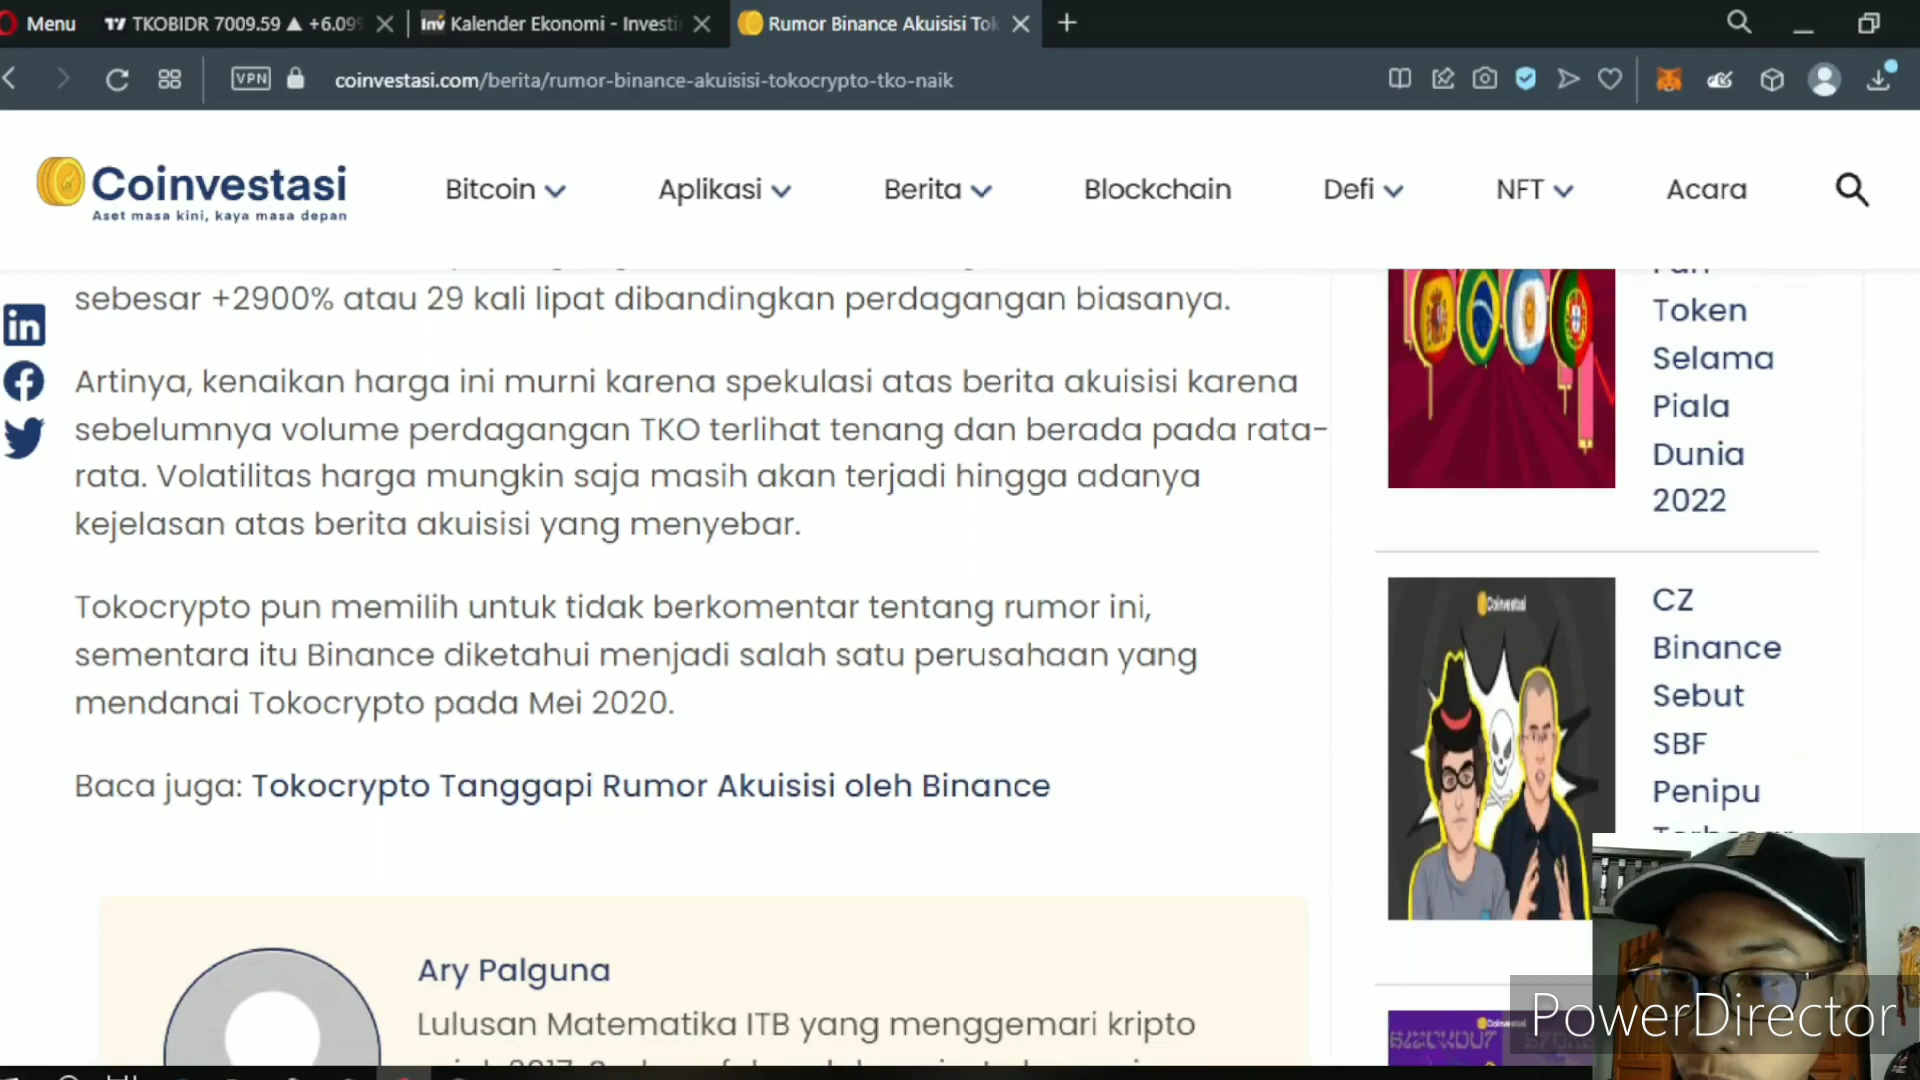 Menu
TKOBIDR 7009.59 ▲ +6.09%
Kalender Ekonomi - Investi
Rumor Binance Akuisisi Tok
VPN
coinvestasi.com/berita/rumor-binance-akuisisi-tokocrypto-tko-naik
Coinvestasi
Aset masa kini, kaya masa depan
Bitcoin
Aplikasi
Berita
Blockchain
Defi
NFT
Acara
sebesar +2900% atau 29 kali lipat dibandingkan perdagangan biasanya.
Artinya, kenaikan harga ini murni karena spekulasi atas berita akuisisi karena
sebelumnya volume perdagangan TKO terlihat tenang dan berada pada rata-
rata. Volatilitas harga mungkin saja masih akan terjadi hingga adanya
kejelasan atas berita akuisisi yang menyebar.
Tokocrypto pun memilih untuk tidak berkomentar tentang rumor ini,
sementara itu Binance diketahui menjadi salah satu perusahaan yang
mendanai Tokocrypto pada Mei 2020.
Baca juga: Tokocrypto Tanggapi Rumor Akuisisi oleh Binance
Ary Palguna
Lulusan Matematika ITB yang menggemari kripto
Token
Selama
Piala
Dunia
2022
Coinvestasi
CZ
Binance
Sebut
SBF
Penipu
Coinvestasi
PowerDirector